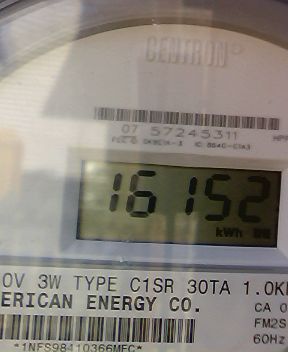 CENTRON
07 57245311
16152
kWh
0V 3W TYPE C1SR 30TA 1.0K
ERICAN ENERGY CO.
CA 0
FM2S
60Hz